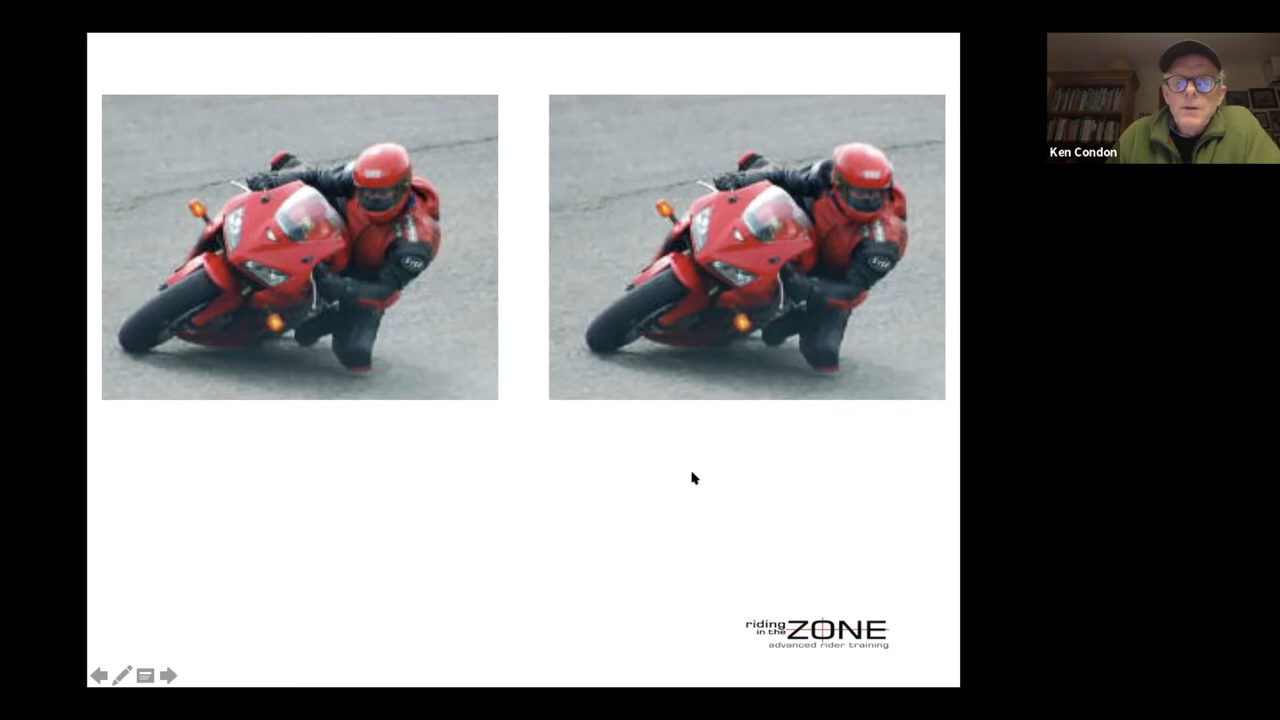 Ken Condon
riding
in the ZONE
advanced rider training